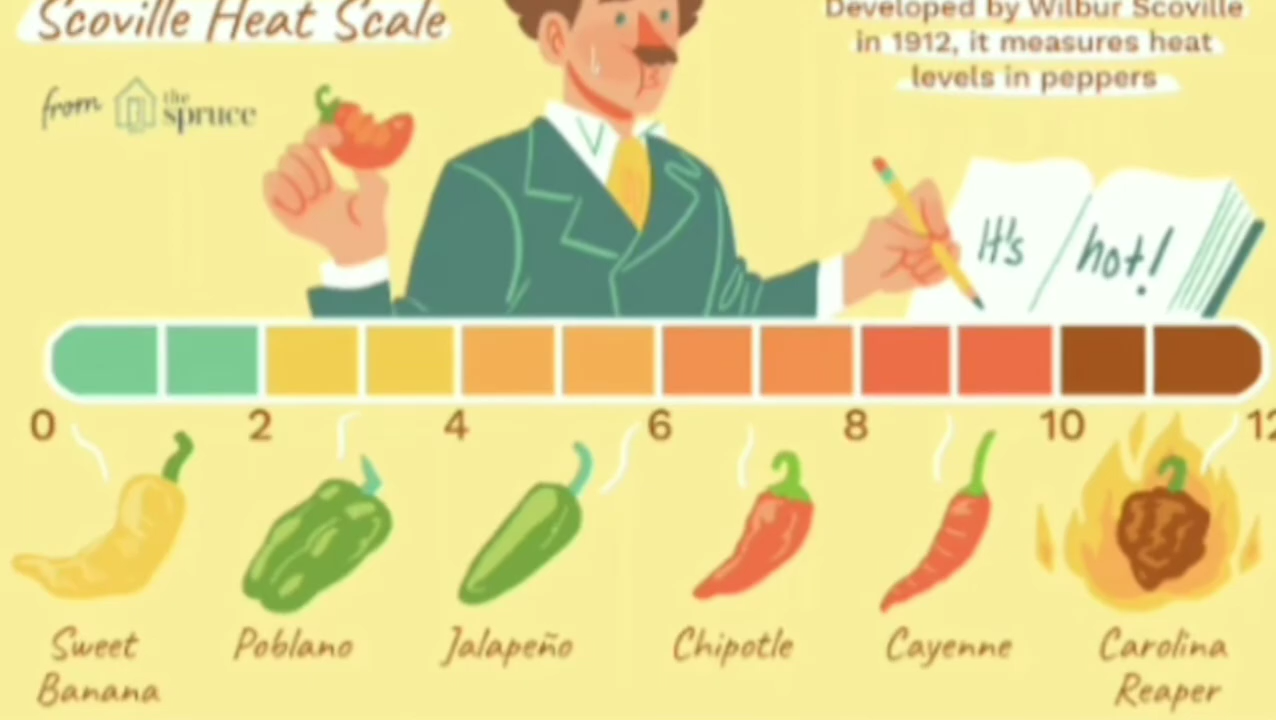 Scoville Heat Scale
from the spruce
Developed by Wilbur Scoville
in 1912, it measures heat
levels in peppers
It's hot!
0 2 4 6 8 10 12
Sweet Banana
Poblano
Jalapeño
Chipotle
Cayenne
Carolina Reaper